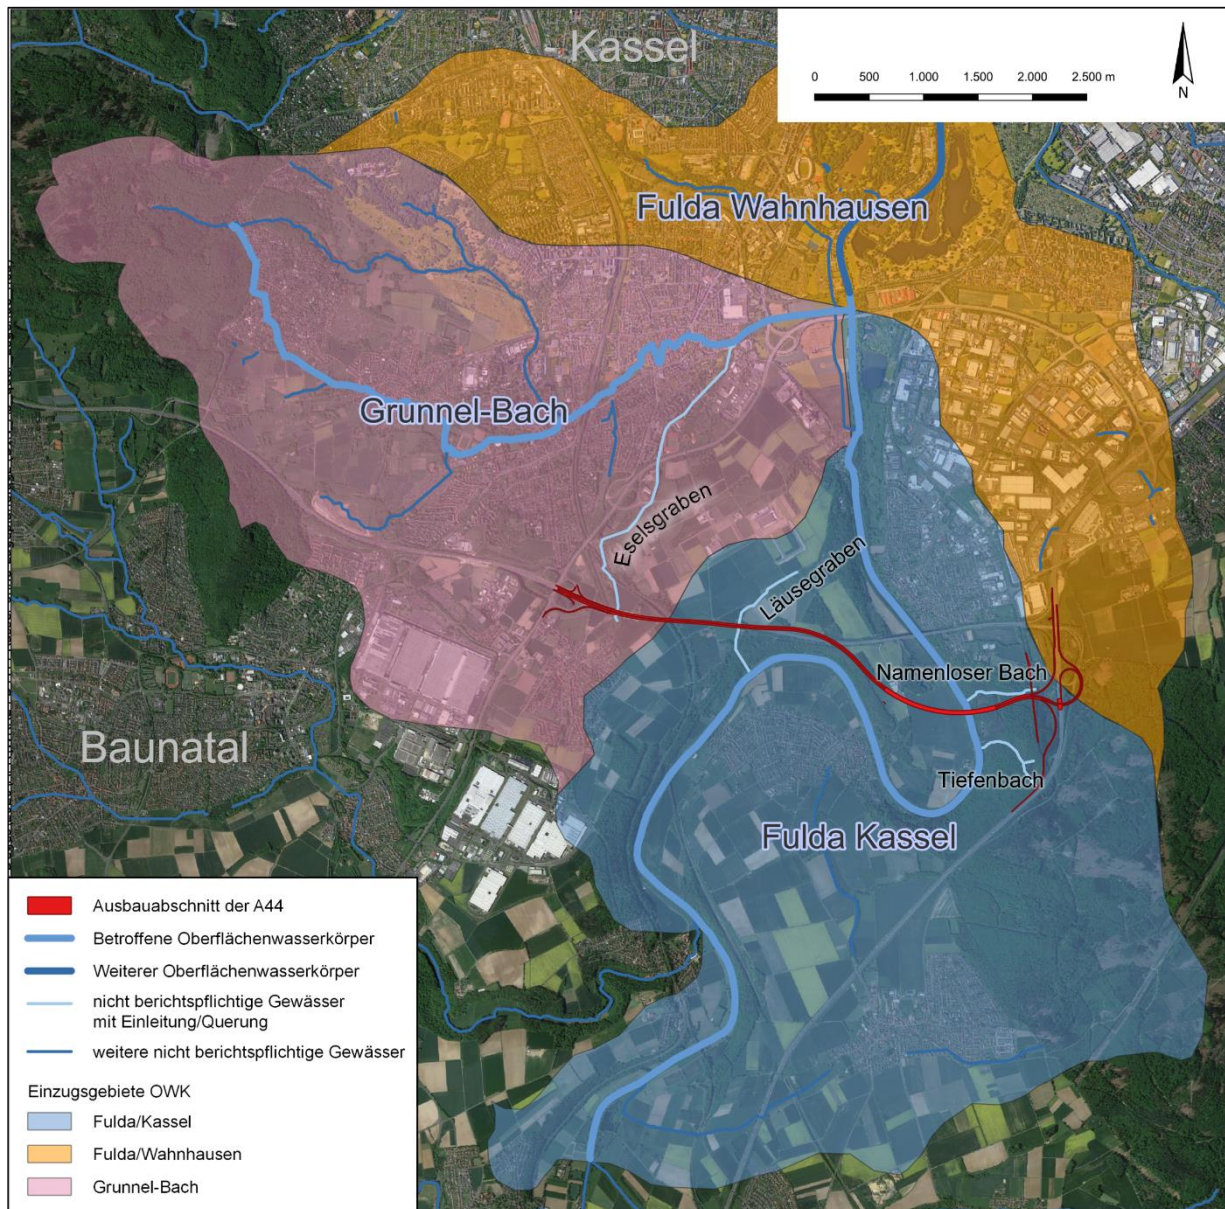 Kassel
0 500 1.000 1.500 2.000 2.500 m
N
Fulda Wahnhausen
Grunnel-Bach
Eselsgraben
Läusegraben
Namenloser Bach
Baunatal
Tiefenbach
Fulda Kassel
Ausbauabschnitt der A44
Betroffene Oberflächenwasserkörper
Weiterer Oberflächenwasserkörper
nicht berichtspflichtige Gewässer
mit Einleitung/Querung
weitere nicht berichtspflichtige Gewässer
Einzugsgebiete OWK
Fulda/Kassel
Fulda/Wahnhausen
Grunnel-Bach